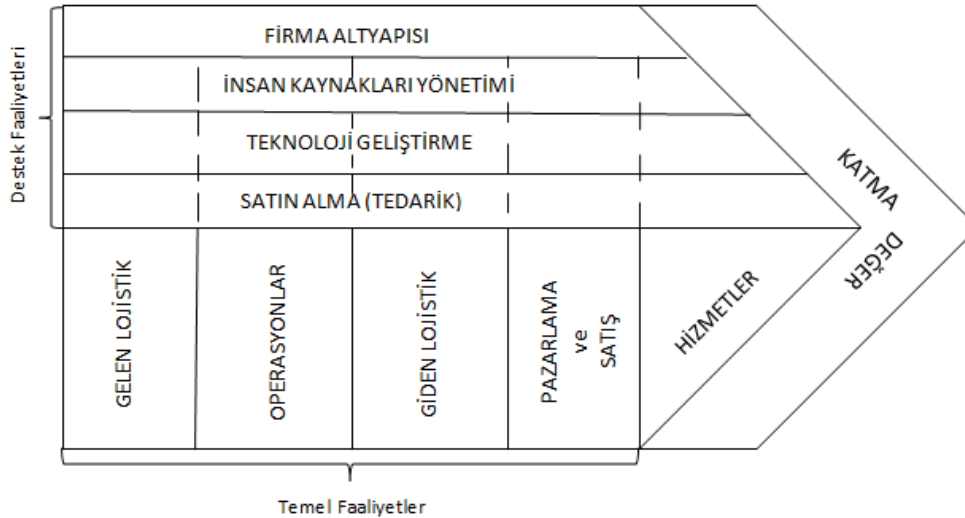 Destek Faaliyetleri
FİRMA ALTYAPISI
İNSAN KAYNAKLARI YÖNETİMİ
TEKNOLOJİ GELİŞTİRME
SATIN ALMA (TEDARİK)
GELEN LOJİSTİK
OPERASYONLAR
GİDEN LOJİSTİK
PAZARLAMA
ve
SATIŞ
HİZMETLER
KATMA
DEĞER
Temel Faaliyetler